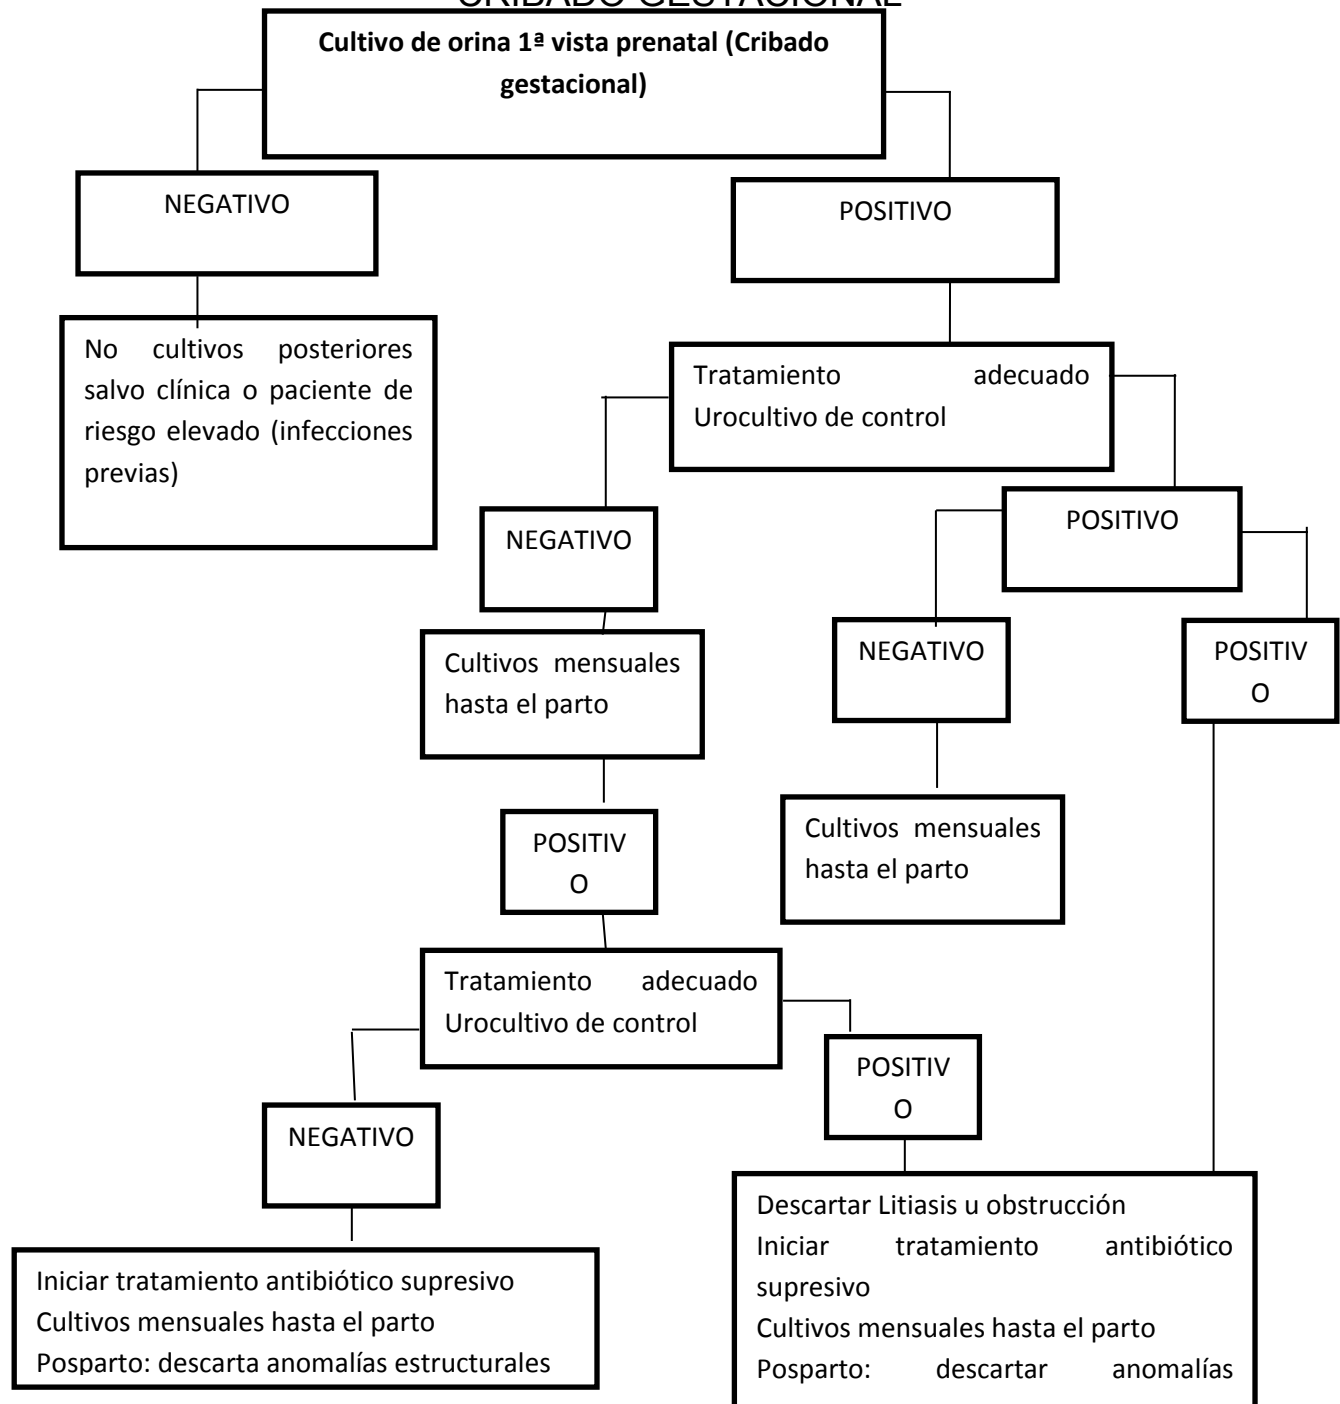 CRIBADO GESTACIONAL
Cultivo de orina 1ª vista prenatal (Cribado
gestacional)
NEGATIVO
POSITIVO
No cultivos posteriores
salvo clínica o paciente de
riesgo elevado (infecciones
previas)
Tratamiento adecuado
Urocultivo de control
NEGATIVO
POSITIVO
Cultivos mensuales
hasta el parto
NEGATIVO
POSITIV
O
POSITIV
O
Cultivos mensuales
hasta el parto
Tratamiento adecuado
Urocultivo de control
NEGATIVO
POSITIV
O
Iniciar tratamiento antibiótico supresivo
Cultivos mensuales hasta el parto
Posparto: descarta anomalías estructurales
Descartar Litiasis u obstrucción
Iniciar tratamiento antibiótico
supresivo
Cultivos mensuales hasta el parto
Posparto: descartar anomalías